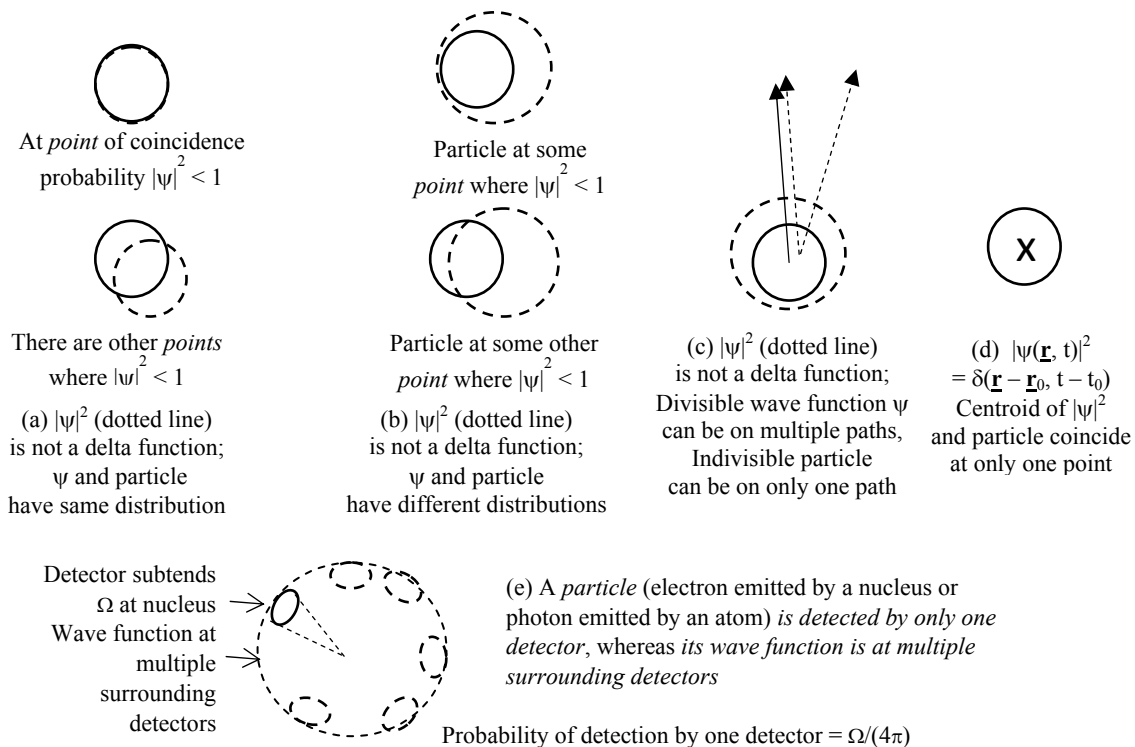 At point of coincidence
probability |ψ|² < 1
There are other points
where |ψ|² < 1
(a) |ψ|² (dotted line)
is not a delta function;
ψ and particle
have same distribution
Particle at some
point where |ψ|² < 1
Particle at some other
point where |ψ|² < 1
(b) |ψ|² (dotted line)
is not a delta function;
ψ and particle
have different distributions
(c) |ψ|² (dotted line)
is not a delta function;
Divisible wave function ψ
can be on multiple paths,
Indivisible particle
can be on only one path
X
(d) |ψ(r, t)|²
= δ(r – r₀, t – t₀)
Centroid of |ψ|²
and particle coincide
at only one point
Detector subtends
Ω at nucleus
Wave function at
multiple
surrounding
detectors
(e) A particle (electron emitted by a nucleus or
photon emitted by an atom) is detected by only one
detector, whereas its wave function is at multiple
surrounding detectors
Probability of detection by one detector = Ω/(4π)